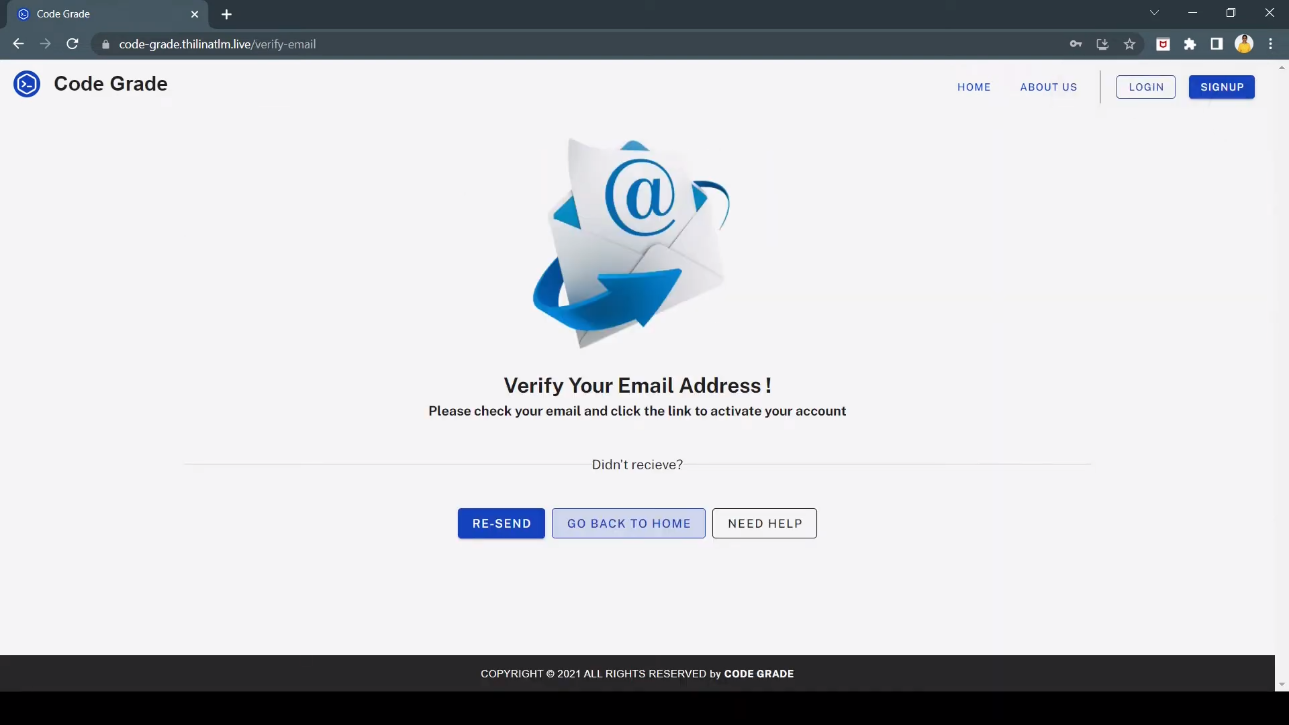 Code Grade
code-grade.thilinatlm.live/verify-email
Code Grade
HOME
ABOUT US
LOGIN
SIGNUP
@
Verify Your Email Address !
Please check your email and click the link to activate your account
Didn't recieve?
RE-SEND
GO BACK TO HOME
NEED HELP
COPYRIGHT © 2021 ALL RIGHTS RESERVED by CODE GRADE